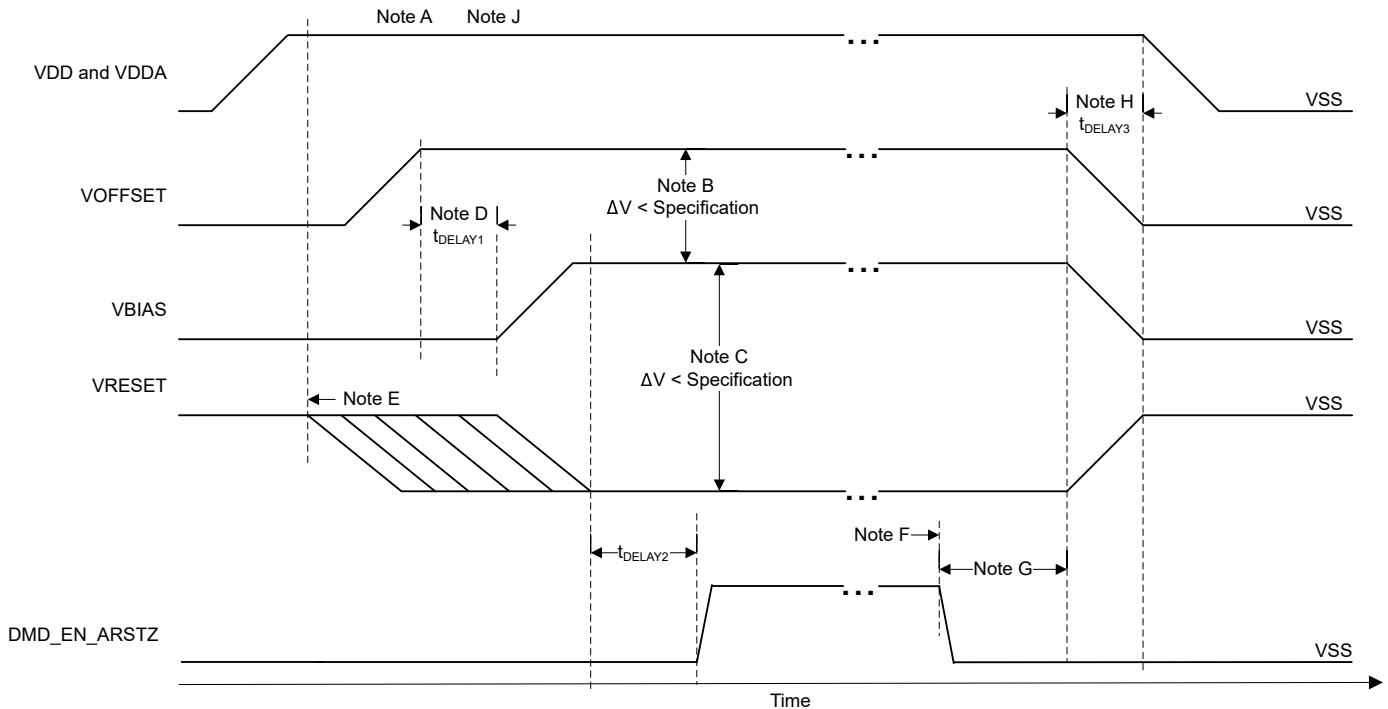 Note A Note J
VDD and VDDA
VSS
Note H
tDELAY3
VOFFSET
Note B
ΔV < Specification
Note D
tDELAY1
VSS
VBIAS
VSS
Note C
ΔV < Specification
VRESET
Note E
VSS
Note F
tDELAY2
Note G
DMD_EN_ARSTZ
VSS
Time